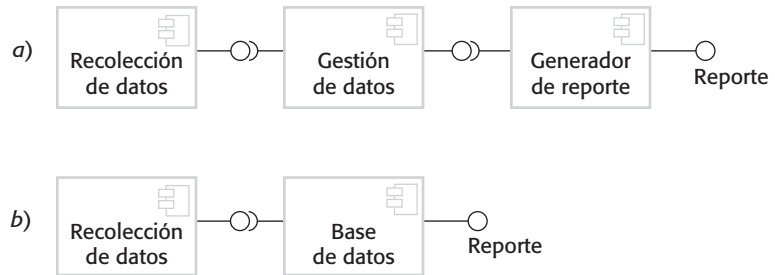 a)
Recolección
de datos
Gestión
de datos
Generador
de reporte
Reporte
b)
Recolección
de datos
Base
de datos
Reporte